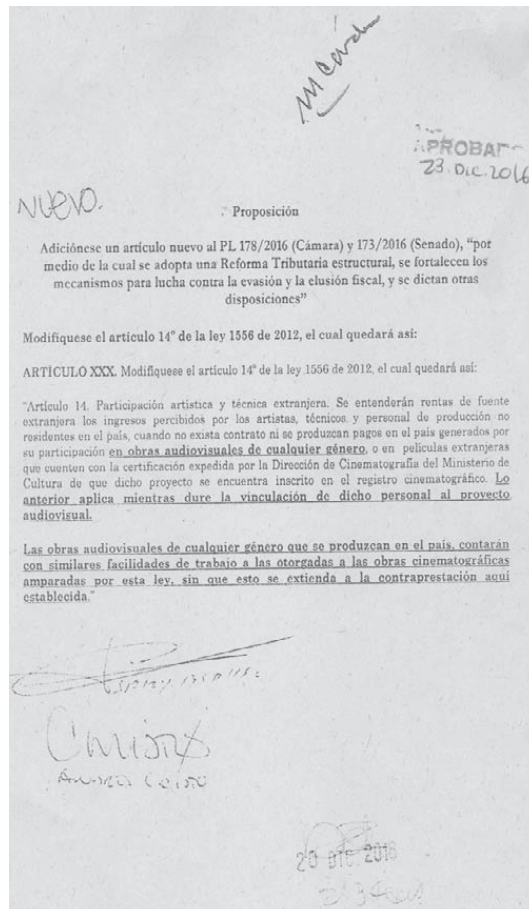 APROBA
23. DIC. 2016
NUEVO.
Proposición
Adiciónese un artículo nuevo al PL 178/2016 (Cámara) y 173/2016 (Senado), “por
medio de la cual se adopta una Reforma Tributaria estructural, se fortalecen los
mecanismos para lucha contra la evasión y la elusión fiscal, y se dictan otras
disposiciones”
Modifíquese el artículo 14° de la ley 1556 de 2012, el cual quedará así:
ARTÍCULO XXX. Modifíquese el artículo 14° de la ley 1556 de 2012, el cual quedará así:
“Artículo 14. Participación artística y técnica extranjera. Se entenderán rentas de fuente
extranjera los ingresos percibidos por los artistas, técnicos y personal de producción no
residentes en el país, cuando no exista contrato ni se produzcan pagos en el país generados por
su participación en obras audiovisuales de cualquier género, o en películas extranjeras
que cuenten con la certificación expedida por la Dirección de Cinematografía del Ministerio de
Cultura de que dicho proyecto se encuentra inscrito en el registro cinematográfico. Lo
anterior aplica mientras dure la vinculación de dicho personal al proyecto
audiovisual.
Las obras audiovisuales de cualquier género que se produzcan en el país, contarán
con similares facilidades de trabajo a las otorgadas a las obras cinematográficas
amparadas por esta ley, sin que esto se extienda a la contraprestación aquí
establecida.”
20 DIC 2016